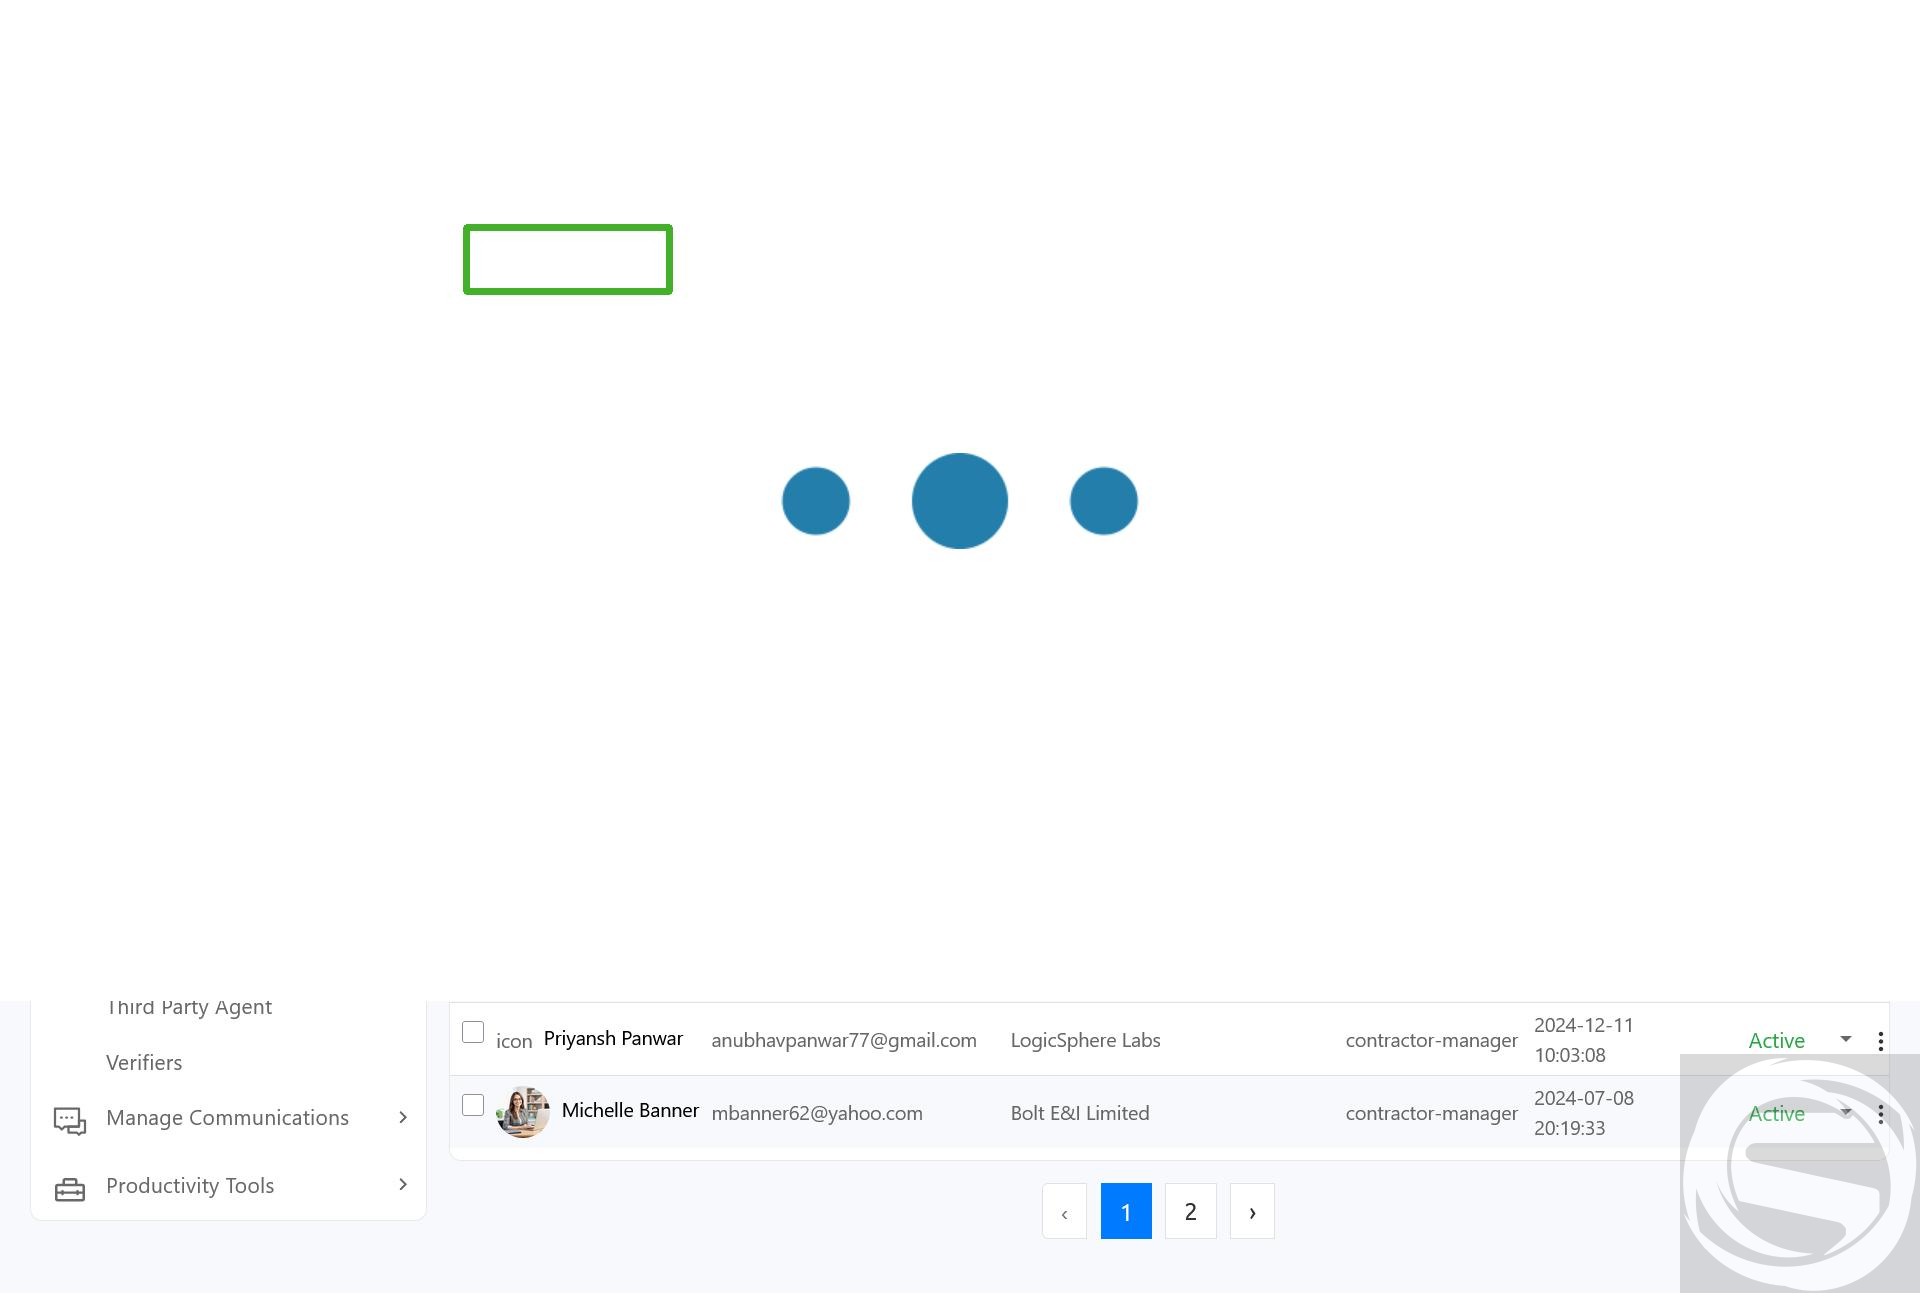 Third Party Agent
Verifiers
Manage Communications
Productivity Tools
icon Priyansh Panwar anubhavpanwar77@gmail.com LogicSphere Labs contractor-manager 2024-12-11 10:03:08 Active
Michelle Banner mbanner62@yahoo.com Bolt E&I Limited contractor-manager 2024-07-08 20:19:33 Active
‹ 1 2 ›